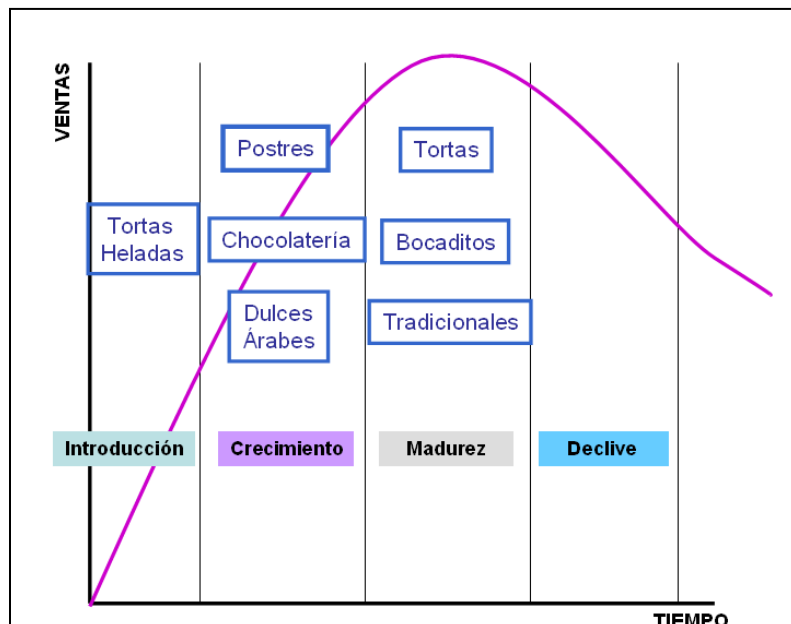 VENTAS
Postres
Tortas
Tortas
Heladas
Chocolatería
Bocaditos
Dulces
Árabes
Tradicionales
Introducción
Crecimiento
Madurez
Declive
TIEMPO